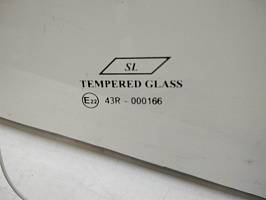 SL
TEMPERED GLASS
E22 43R - 000166